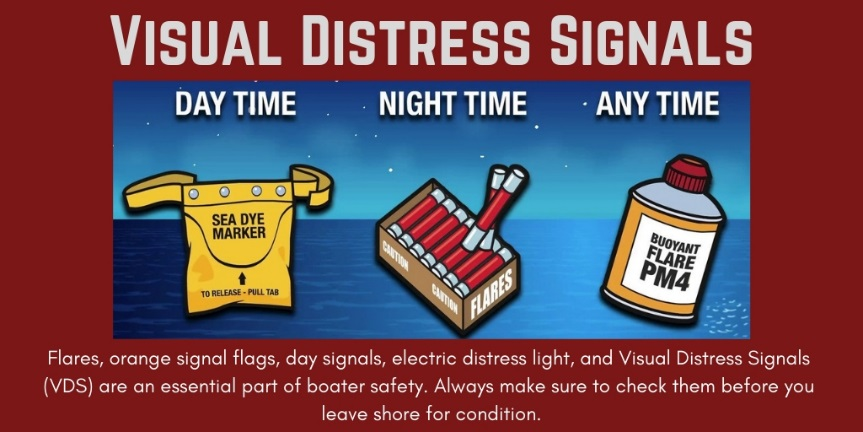 VISUAL DISTRESS SIGNALS
DAY TIME
NIGHT TIME
ANY TIME
SEA DYE
MARKER
TO RELEASE - PULL TAB
CAUTION
CAUTION
FLARES
BUOYANT
FLARE
PM4
Flares, orange signal flags, day signals, electric distress light, and Visual Distress Signals
(VDS) are an essential part of boater safety. Always make sure to check them before you
leave shore for condition.